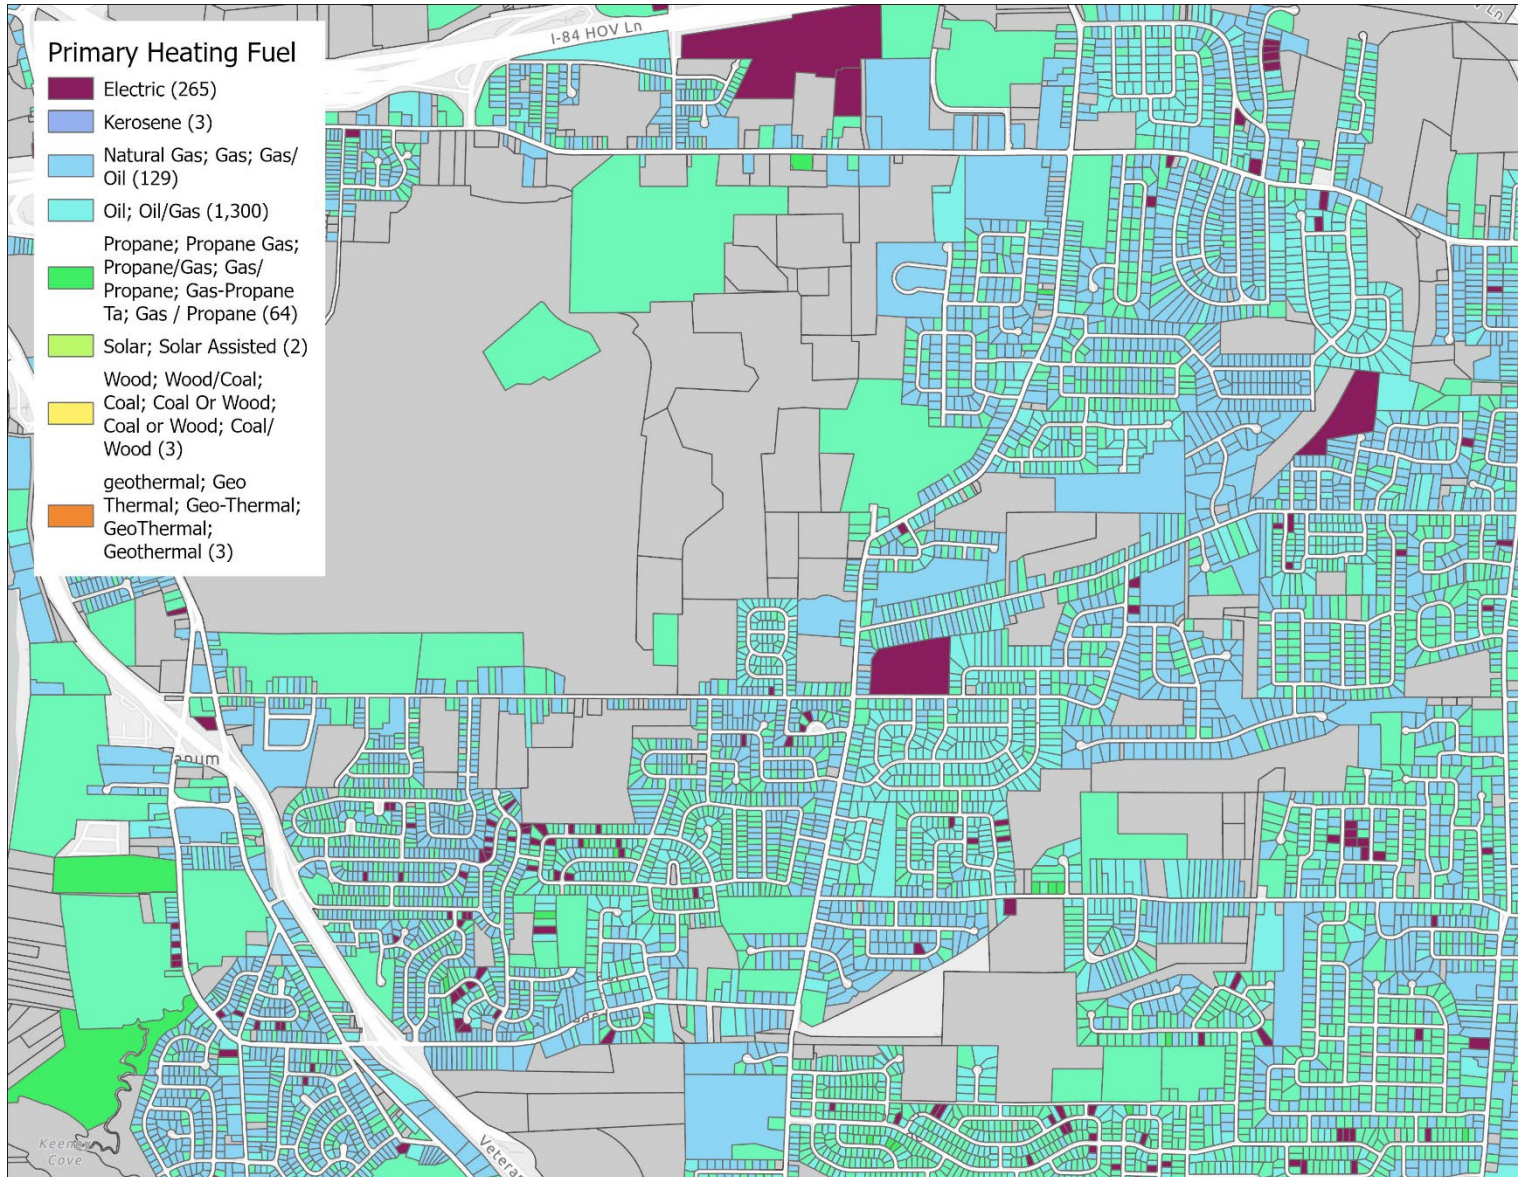 I-84 HOV Ln
Ln
Primary Heating Fuel
Electric (265)
Kerosene (3)
Natural Gas; Gas; Gas/
Oil (129)
Oil; Oil/Gas (1,300)
Propane; Propane Gas;
Propane/Gas; Gas/
Propane; Gas-Propane
Ta; Gas / Propane (64)
Solar; Solar Assisted (2)
Wood; Wood/Coal;
Coal; Coal Or Wood;
Coal or Wood; Coal/
Wood (3)
geothermal; Geo
Thermal; Geo-Thermal;
GeoThermal;
Geothermal (3)
anum
Keeney
Cove
Vetera